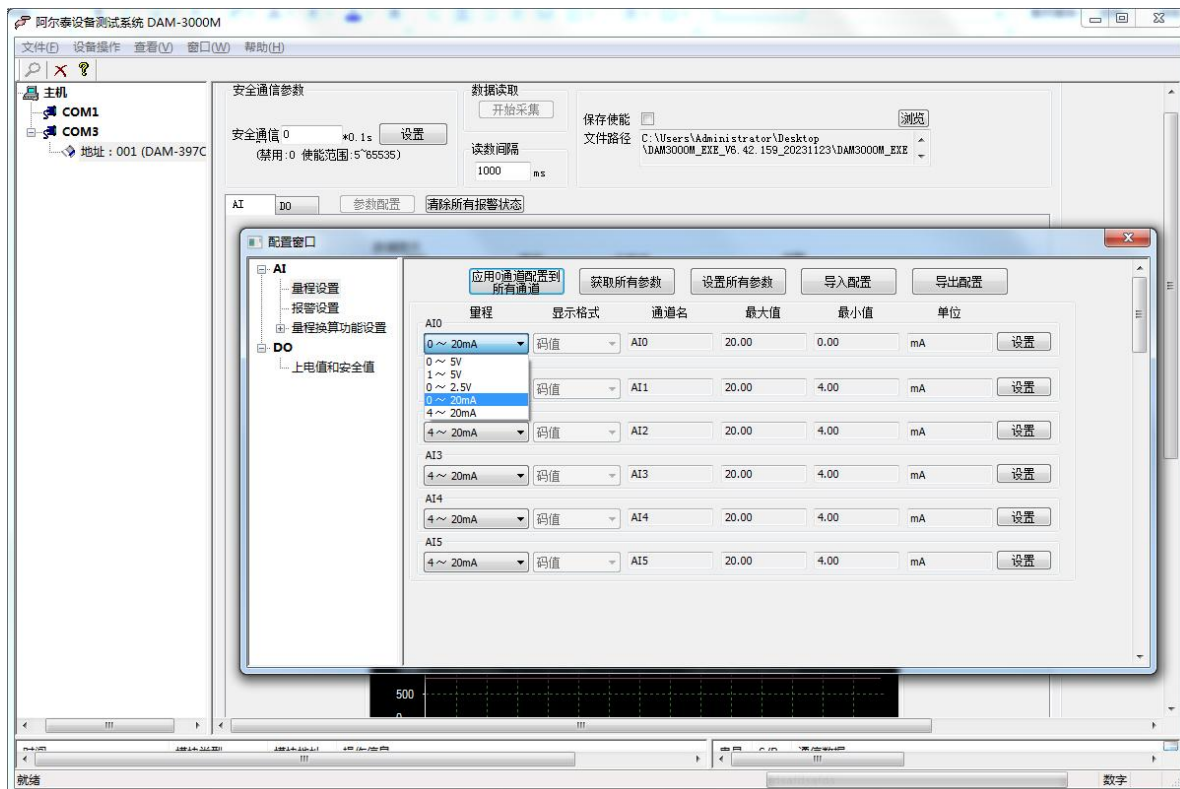 阿尔泰设备测试系统 DAM-3000M
文件(F) 设备操作 查看(V) 窗口(W) 帮助(H)
主机
COM1
COM3
地址：001 (DAM-397C
安全通信参数
安全通信 0 *0.1s 设置
(禁用:0 使能范围:5~65535)
数据读取
开始采集
读数间隔
1000 ms
保存使能 浏览
文件路径 C:\Users\Administrator\Desktop
\DAM3000M_EXE_V6.42.159_20231123\DAM3000M_EXE
AI DO 参数配置 清除所有报警状态
配置窗口
AI
量程设置
报警设置
量程换算功能设置
DO
上电值和安全值
应用0通道配置到
所有通道
获取所有参数 设置所有参数 导入配置 导出配置
量程 显示格式 通道名 最大值 最小值 单位
AI0
0～ 20mA 码值 AI0 20.00 0.00 mA 设置
0～ 5V
1～ 5V
0～ 2.5V
0～ 20mA
4～ 20mA
码值 AI1 20.00 4.00 mA 设置
4～ 20mA 码值 AI2 20.00 4.00 mA 设置
AI3
4～ 20mA 码值 AI3 20.00 4.00 mA 设置
AI4
4～ 20mA 码值 AI4 20.00 4.00 mA 设置
AI5
4～ 20mA 码值 AI5 20.00 4.00 mA 设置
500
就绪
数字